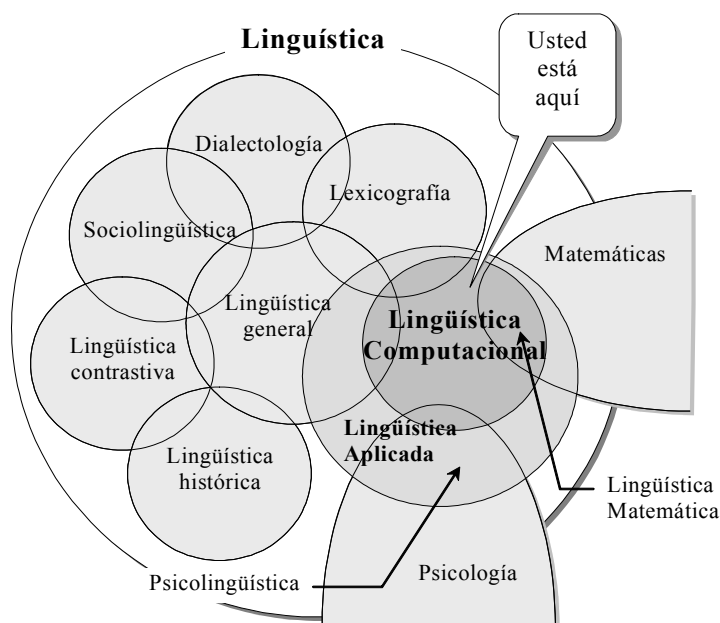 Linguística
Usted
está
aquí
Dialectología
Lexicografía
Sociolingüística
Matemáticas
Lingüística
general
Lingüística
Computacional
Lingüística
contrastiva
Lingüística
Aplicada
Lingüística
histórica
Lingüística
Matemática
Psicolingüística
Psicología